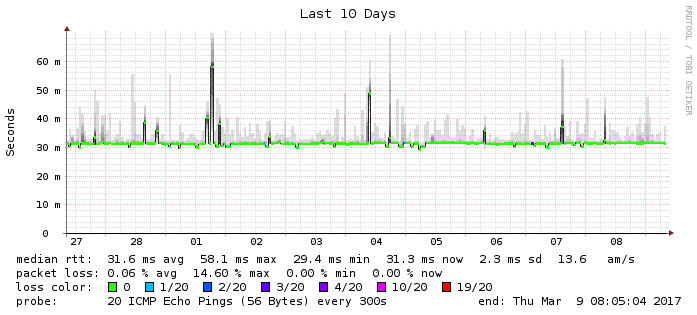 Last 10 Days
RRDTOOL / TOBI OETIKER
Seconds
60 m
50 m
40 m
30 m
20 m
10 m
0
27 28 01 02 03 04 05 06 07 08
median rtt: 31.6 ms avg 58.1 ms max 29.4 ms min 31.3 ms now 2.3 ms sd 13.6 am/s
packet loss: 0.06 % avg 14.60 % max 0.00 % min 0.00 % now
loss color: 0 1/20 2/20 3/20 4/20 10/20 19/20
probe: 20 ICMP Echo Pings (56 Bytes) every 300s end: Thu Mar 9 08:05:04 2017